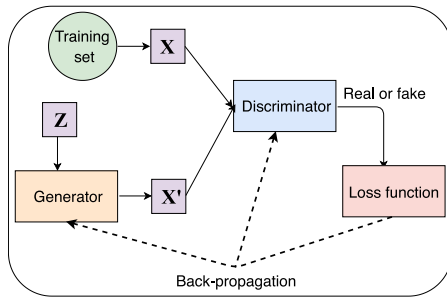 Training
set
X
Real or fake
Z
Discriminator
Generator
X'
Loss function
Back-propagation